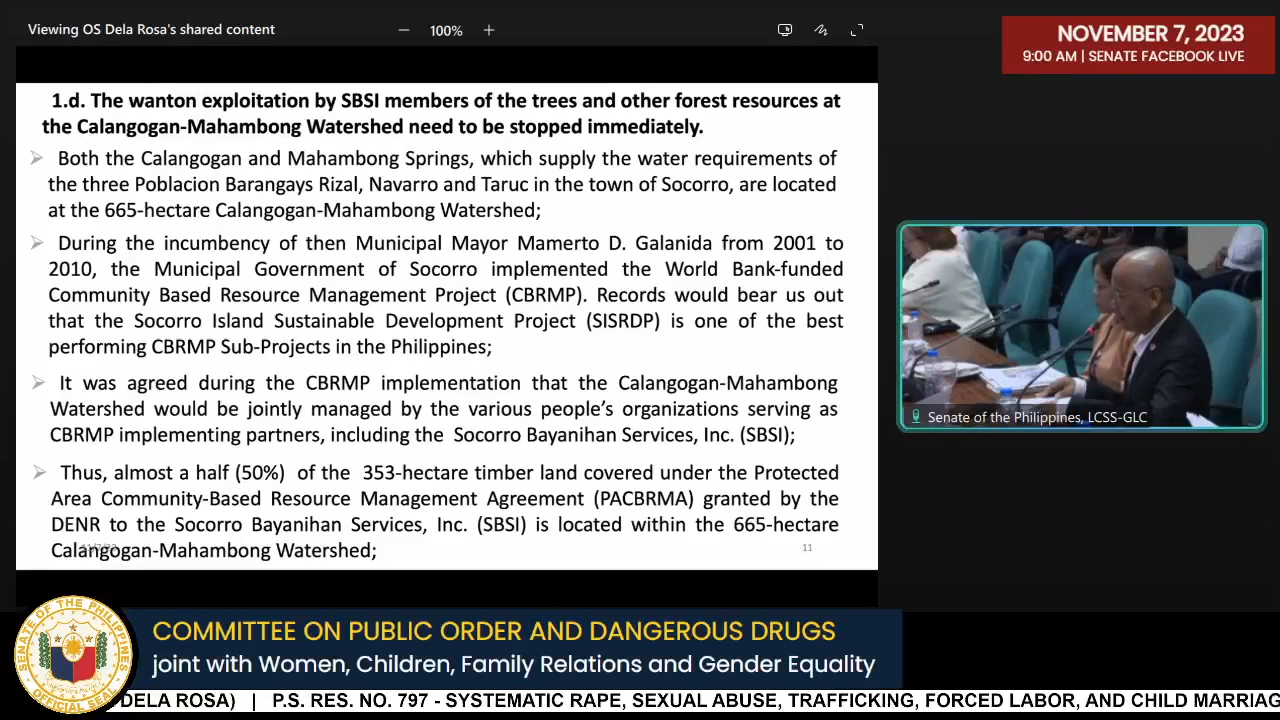 Viewing OS Dela Rosa's shared content
100%
NOVEMBER 7, 2023
9:00 AM | SENATE FACEBOOK LIVE
1.d. The wanton exploitation by SBSI members of the trees and other forest resources at
the Calangogan-Mahambong Watershed need to be stopped immediately.
Both the Calangogan and Mahambong Springs, which supply the water requirements of
the three Poblacion Barangays Rizal, Navarro and Taruc in the town of Socorro, are located
at the 665-hectare Calangogan-Mahambong Watershed;
During the incumbency of then Municipal Mayor Mamerto D. Galanida from 2001 to
2010, the Municipal Government of Socorro implemented the World Bank-funded
Community Based Resource Management Project (CBRMP). Records would bear us out
that the Socorro Island Sustainable Development Project (SISRDP) is one of the best
performing CBRMP Sub-Projects in the Philippines;
It was agreed during the CBRMP implementation that the Calangogan-Mahambong
Watershed would be jointly managed by the various people's organizations serving as
CBRMP implementing partners, including the Socorro Bayanihan Services, Inc. (SBSI);
Thus, almost a half (50%) of the 353-hectare timber land covered under the Protected
Area Community-Based Resource Management Agreement (PACBRMA) granted by the
DENR to the Socorro Bayanihan Services, Inc. (SBSI) is located within the 665-hectare
Calangogan-Mahambong Watershed;
11
Senate of the Philippines, LCSS-GLC
SENATE OF THE PHILIPPINES
OFFICIAL SEAL
COMMITTEE ON PUBLIC ORDER AND DANGEROUS DRUGS
joint with Women, Children, Family Relations and Gender Equality
DELA ROSA) | P.S. RES. NO. 797 - SYSTEMATIC RAPE, SEXUAL ABUSE, TRAFFICKING, FORCED LABOR, AND CHILD MARRIAG